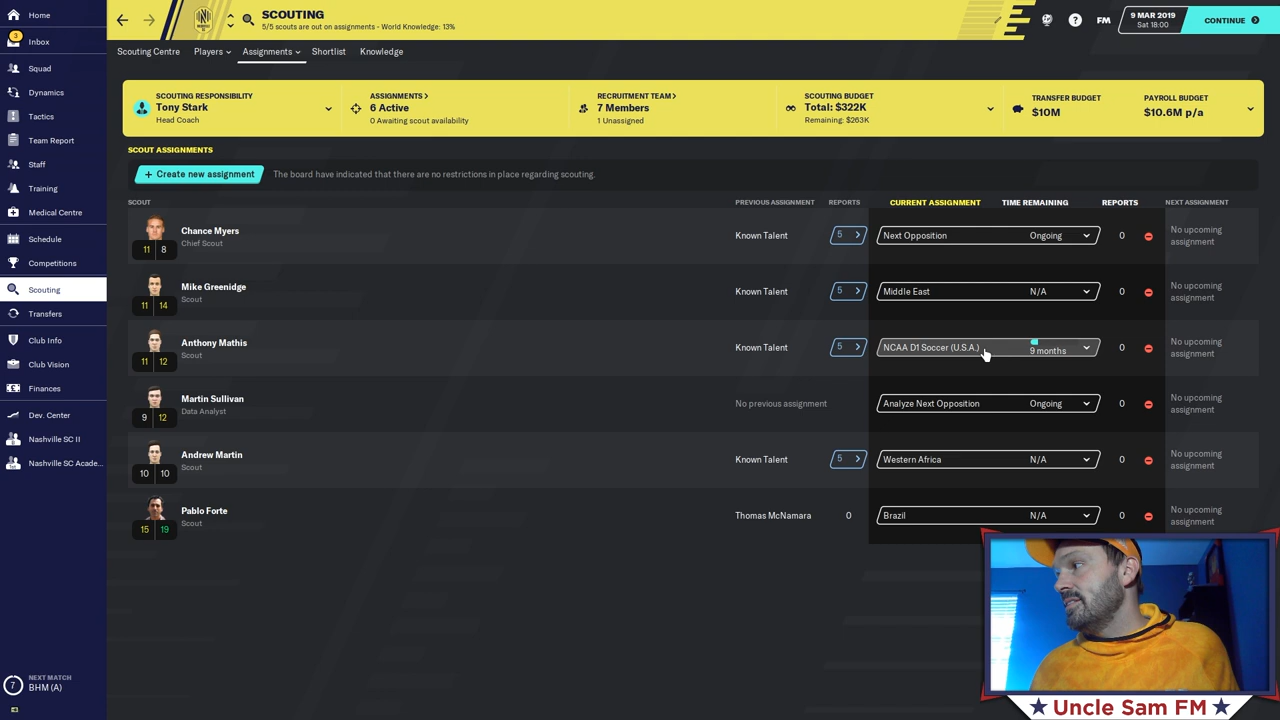 Home
3
Inbox
Squad
Dynamics
Tactics
Team Report
Staff
Training
Medical Centre
Schedule
Competitions
Scouting
Transfers
Club Info
Club Vision
Finances
Dev. Center
Nashville SC II
Nashville SC Acade...
7
NEXT MATCH
BHM (A)
SCOUTING
5/5 scouts are out on assignments - World Knowledge: 13%
?
FM
9 MAR 2019
Sat 18:00
CONTINUE
Scouting Centre
Players
Assignments
Shortlist
Knowledge
SCOUTING RESPONSIBILITY
Tony Stark
Head Coach
ASSIGNMENTS >
6 Active
0 Awaiting scout availability
RECRUITMENT TEAM >
7 Members
1 Unassigned
SCOUTING BUDGET
Total: $322K
Remaining: $263K
TRANSFER BUDGET
$10M
PAYROLL BUDGET
$10.6M p/a
SCOUT ASSIGNMENTS
+ Create new assignment
The board have indicated that there are no restrictions in place regarding scouting.
SCOUT PREVIOUS ASSIGNMENT REPORTS CURRENT ASSIGNMENT TIME REMAINING REPORTS NEXT ASSIGNMENT
11 8
Chance Myers
Chief Scout
Known Talent
5 >
Next Opposition Ongoing
0
No upcoming
assignment
11 14
Mike Greenidge
Scout
Known Talent
5 >
Middle East N/A
0
No upcoming
assignment
11 12
Anthony Mathis
Scout
Known Talent
5 >
NCAA D1 Soccer (U.S.A.) 9 months
0
No upcoming
assignment
9 12
Martin Sullivan
Data Analyst
No previous assignment
Analyze Next Opposition Ongoing
0
No upcoming
assignment
10 10
Andrew Martin
Scout
Known Talent
5 >
Western Africa N/A
0
No upcoming
assignment
15 19
Pablo Forte
Scout
Thomas McNamara
0
Brazil N/A
0
No upcoming
assignment
Uncle Sam FM